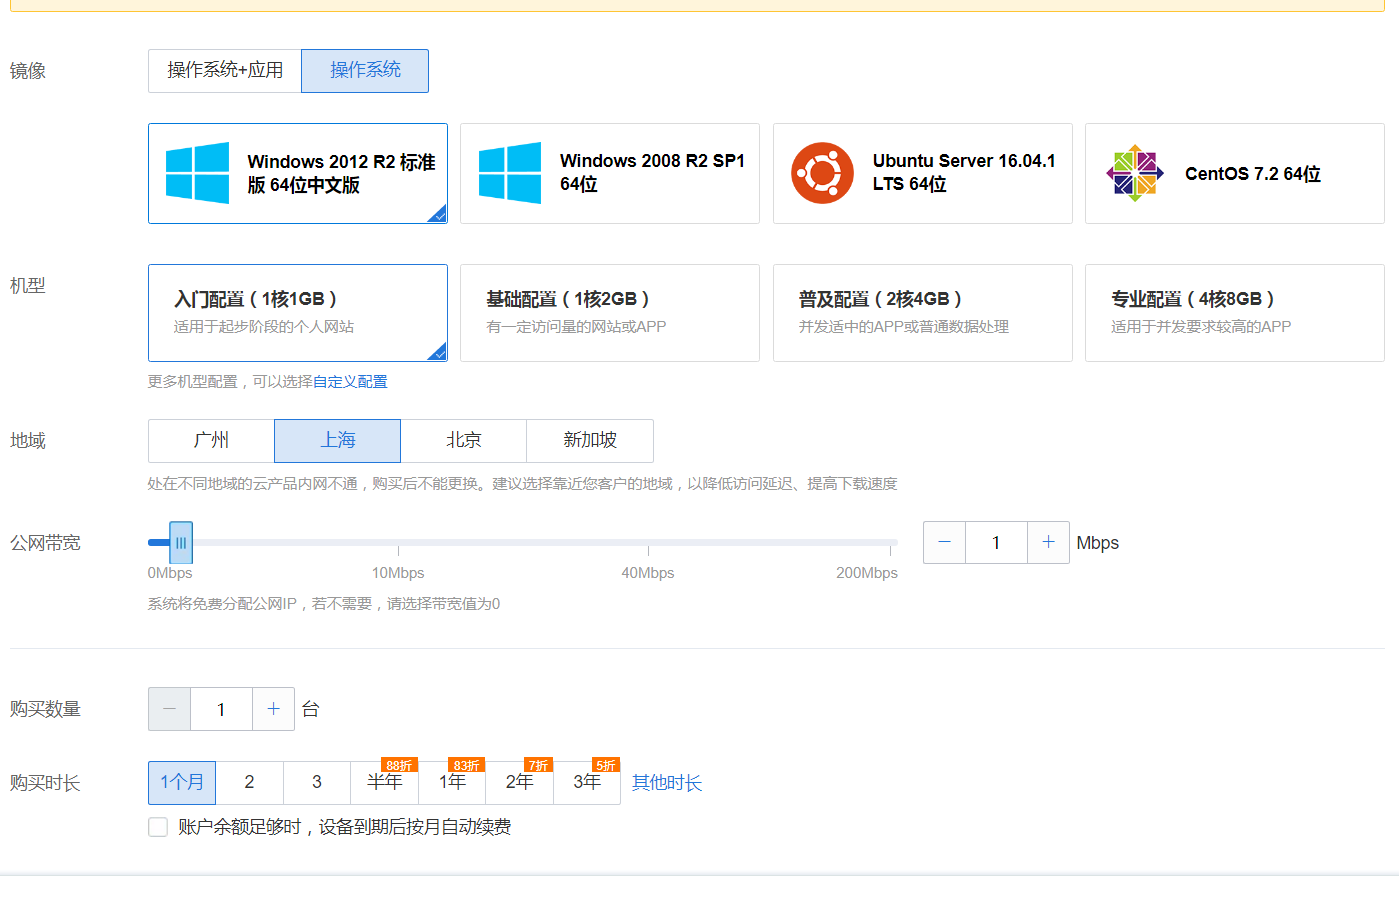 镜像
操作系统+应用
操作系统
Windows 2012 R2 标准
版 64位中文版
Windows 2008 R2 SP1
64位
Ubuntu Server 16.04.1
LTS 64位
CentOS 7.2 64位
机型
入门配置（1核1GB）
适用于起步阶段的个人网站
基础配置（1核2GB）
有一定访问量的网站或APP
普及配置（2核4GB）
并发适中的APP或普通数据处理
专业配置（4核8GB）
适用于并发要求较高的APP
更多机型配置，可以选择自定义配置
地域
广州
上海
北京
新加坡
处在不同地域的云产品内网不通，购买后不能更换。建议选择靠近您客户的地域，以降低访问延迟、提高下载速度
公网带宽
0Mbps
10Mbps
40Mbps
200Mbps
− 1 + Mbps
系统将免费分配公网IP，若不需要，请选择带宽值为0
购买数量
− 1 + 台
购买时长
1个月
2
3
半年 88折
1年 83折
2年 7折
3年 5折
其他时长
账户余额足够时，设备到期后按月自动续费